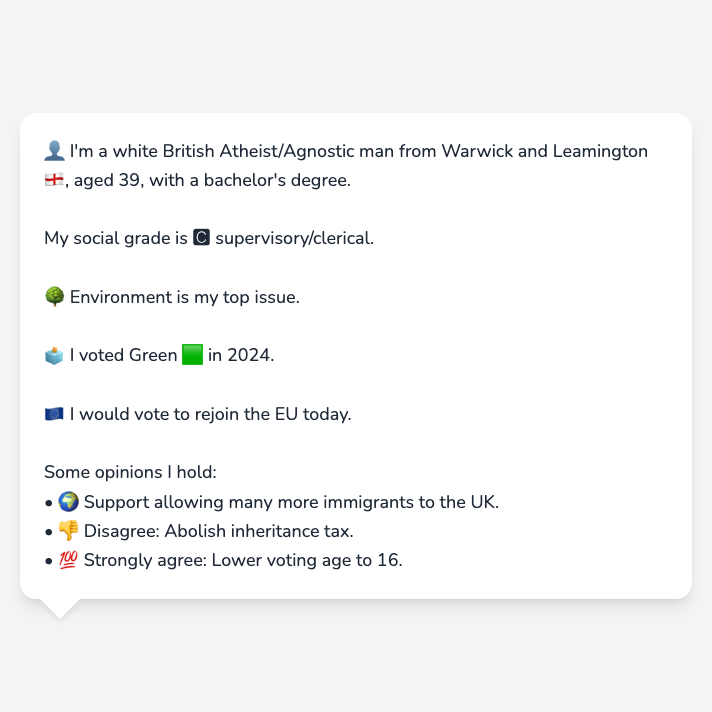 👤 I'm a white British Atheist/Agnostic man from Warwick and Leamington
🏴󠁧󠁢󠁥󠁮󠁧󠁿, aged 39, with a bachelor's degree.
My social grade is 🅲 supervisory/clerical.
🌳 Environment is my top issue.
🗳️ I voted Green 🟩 in 2024.
🇪🇺 I would vote to rejoin the EU today.
Some opinions I hold:
• 🌍 Support allowing many more immigrants to the UK.
• 👎 Disagree: Abolish inheritance tax.
• 💯 Strongly agree: Lower voting age to 16.